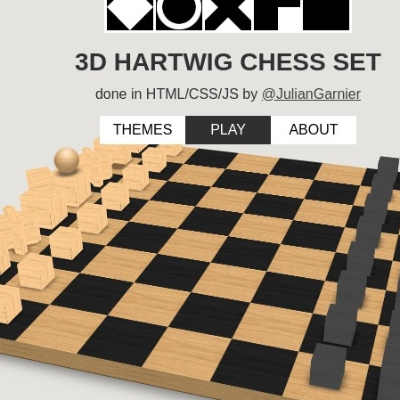 3D HARTWIG CHESS SET
done in HTML/CSS/JS by @JulianGarnier
THEMES PLAY ABOUT